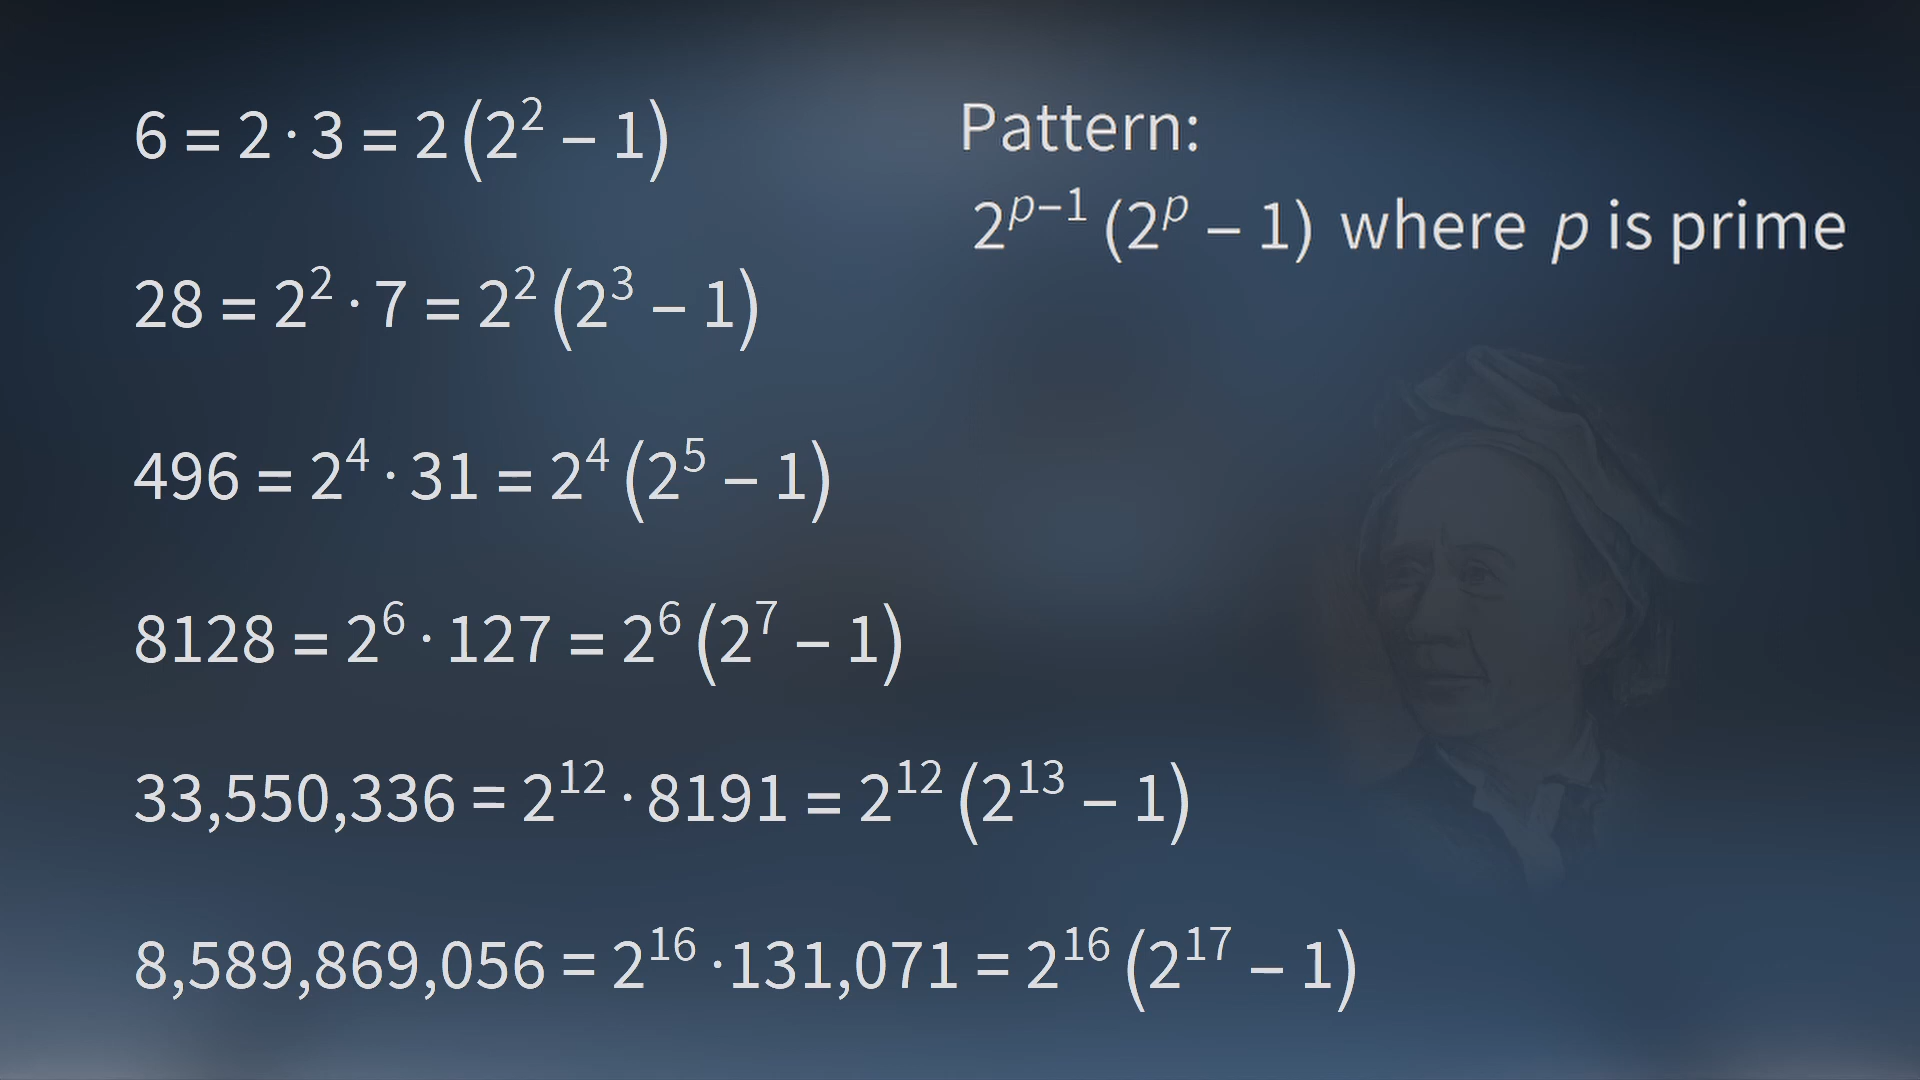 6 = 2 · 3 = 2 (2² – 1)
28 = 2² · 7 = 2² (2³ – 1)
496 = 2⁴ · 31 = 2⁴ (2⁵ – 1)
8128 = 2⁶ · 127 = 2⁶ (2⁷ – 1)
33,550,336 = 2¹² · 8191 = 2¹² (2¹³ – 1)
8,589,869,056 = 2¹⁶ · 131,071 = 2¹⁶ (2¹⁷ – 1)
Pattern:
2ᵖ⁻¹ (2ᵖ – 1) where p is prime